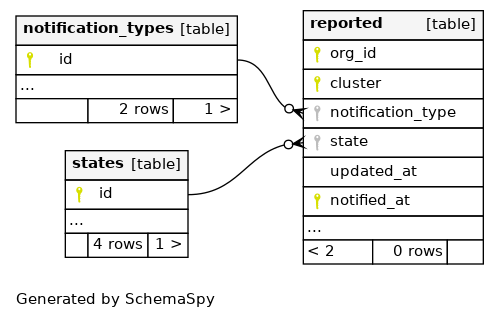 notification_types [table]
id
...
2 rows 1 >
states [table]
id
...
4 rows 1 >
reported [table]
org_id
cluster
notification_type
state
updated_at
notified_at
...
< 2 0 rows
Generated by SchemaSpy